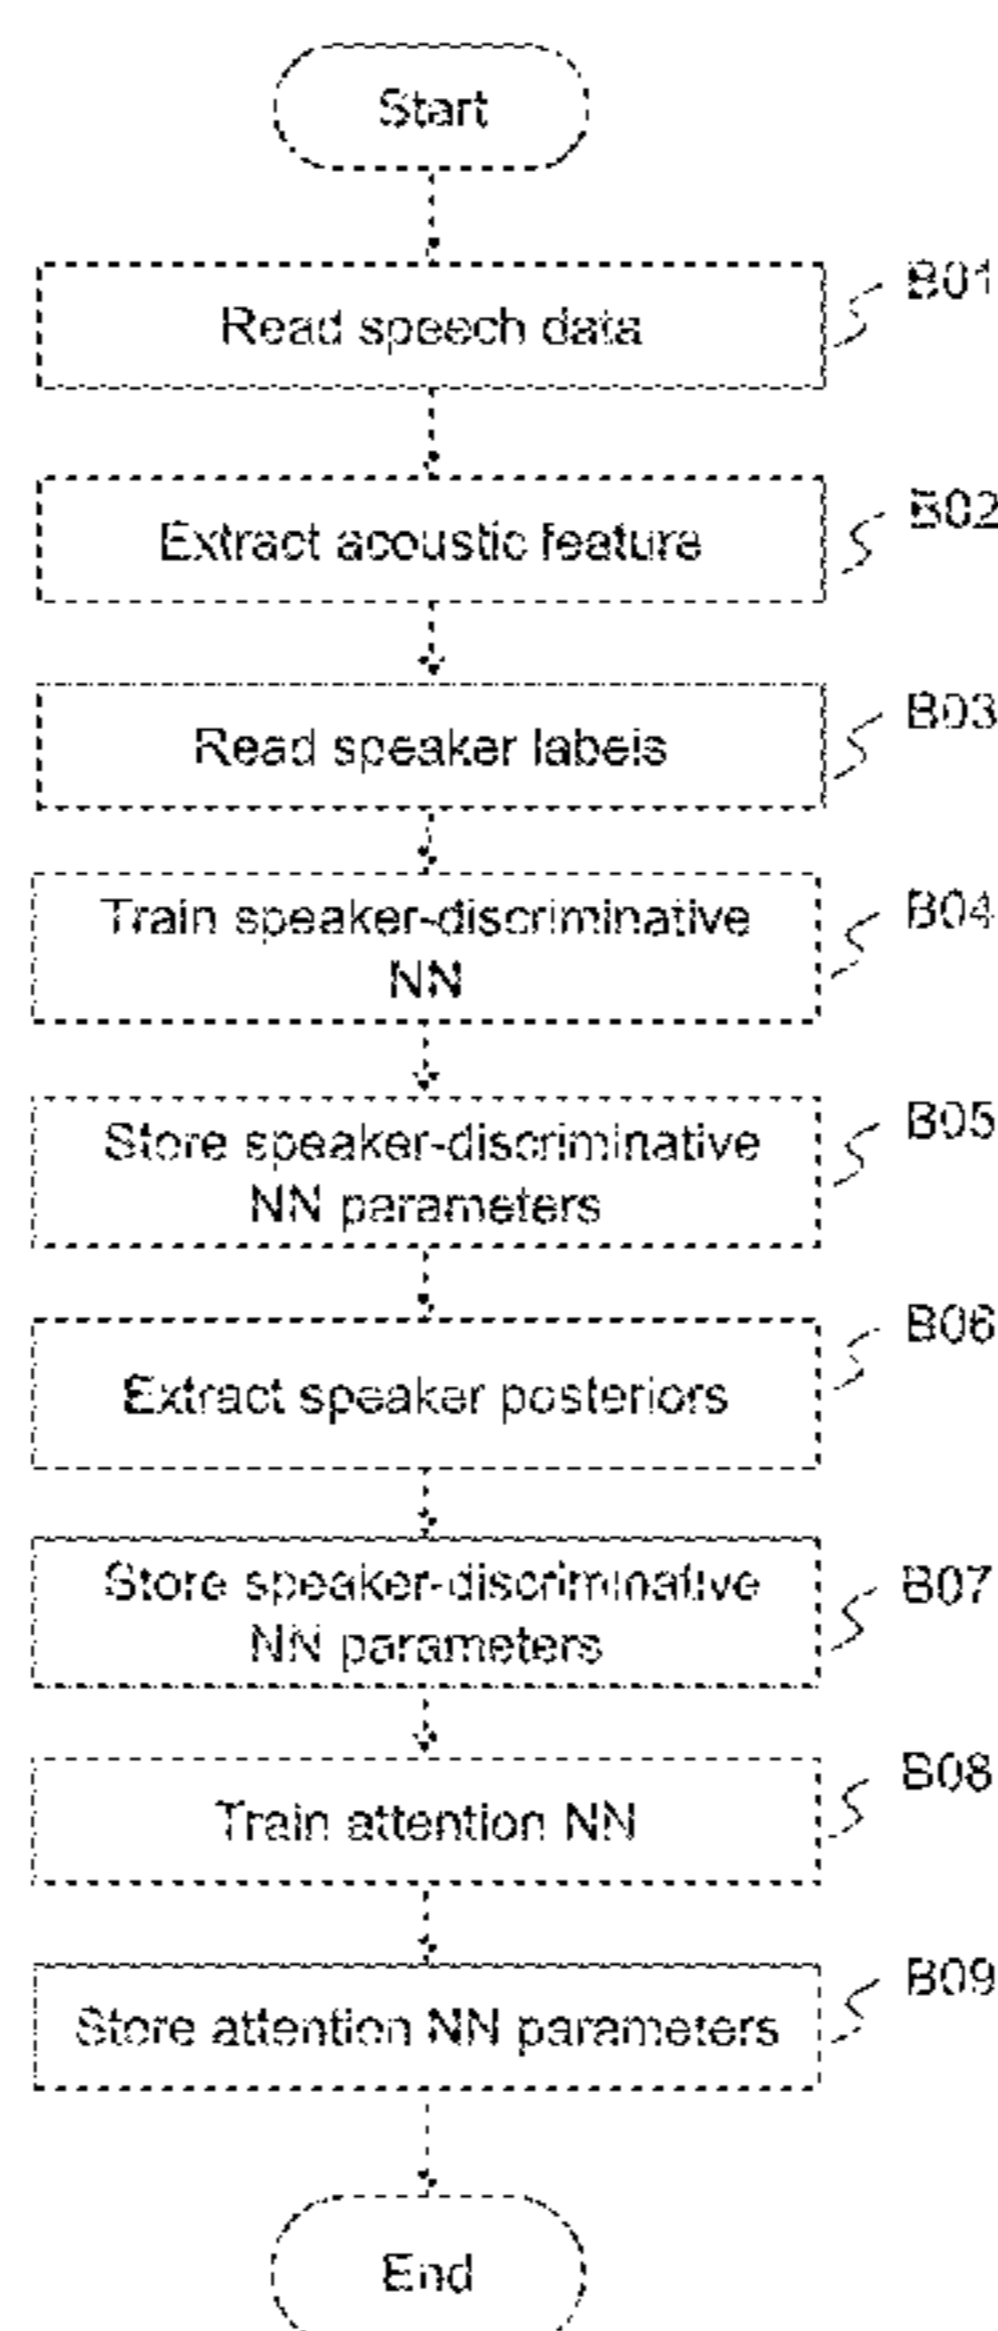 Start
Read speech data
B01
Extract acoustic feature
B02
Read speaker labels
B03
Train speaker-discriminative
NN
B04
Store speaker-discriminative
NN parameters
B05
Extract speaker posteriors
B06
Store speaker-discriminative
NN parameters
B07
Train attention NN
B08
Store attention NN parameters
B09
End